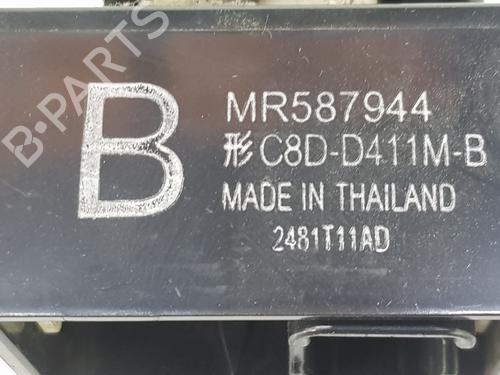 B-PARTS
B
MR587944
形 C8D-D411M-B
MADE IN THAILAND
2481T11AD